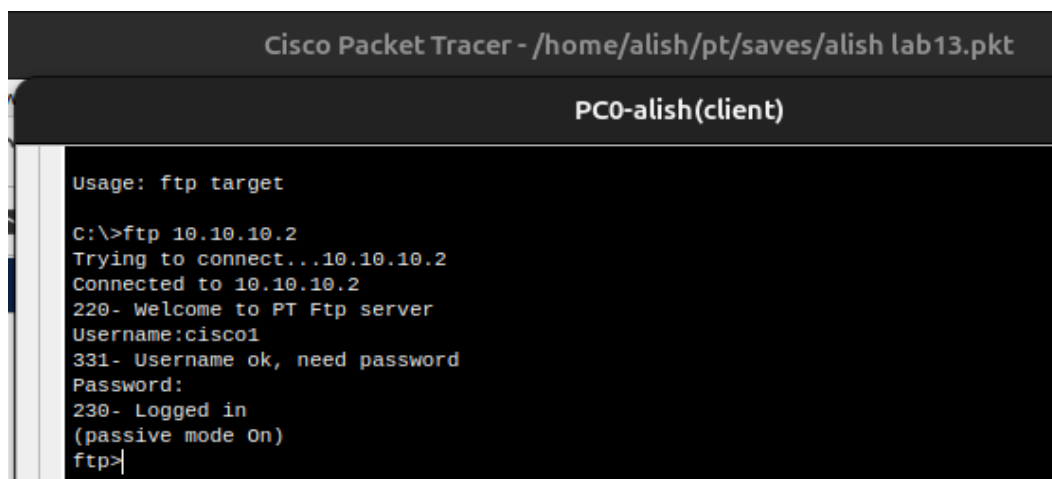 Cisco Packet Tracer - /home/alish/pt/saves/alish lab13.pkt
PC0-alish(client)
Usage: ftp target
C:\>ftp 10.10.10.2
Trying to connect...10.10.10.2
Connected to 10.10.10.2
220- Welcome to PT Ftp server
Username:cisco1
331- Username ok, need password
Password:
230- Logged in
(passive mode On)
ftp>